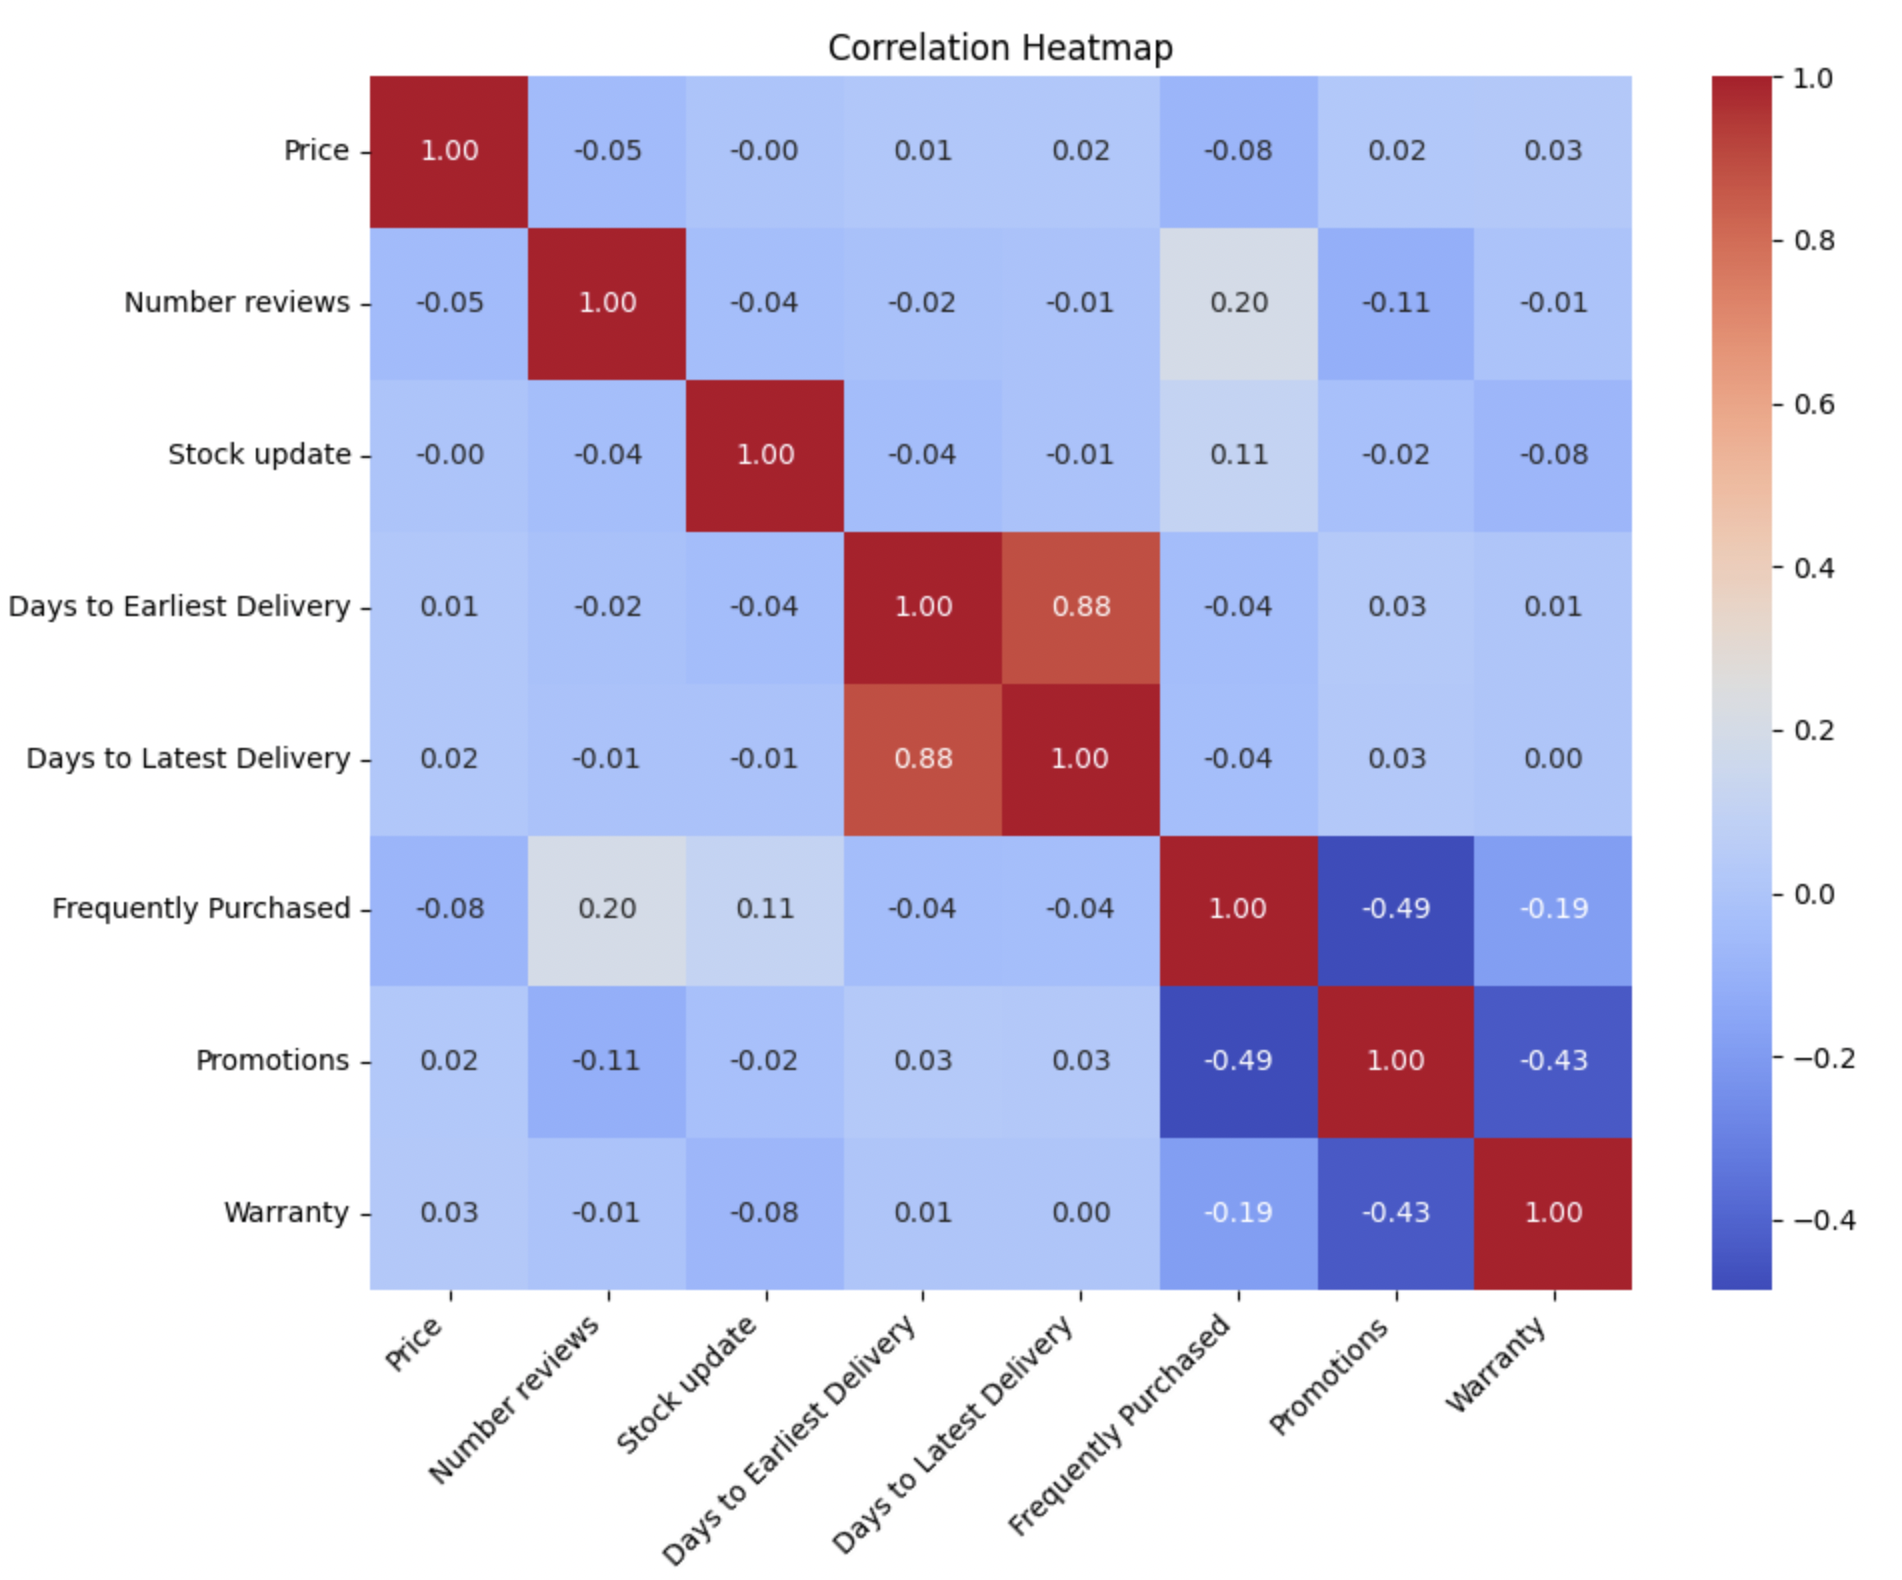 Correlation Heatmap
Price 1.00 -0.05 -0.00 0.01 0.02 -0.08 0.02 0.03
Number reviews -0.05 1.00 -0.04 -0.02 -0.01 0.20 -0.11 -0.01
Stock update -0.00 -0.04 1.00 -0.04 -0.01 0.11 -0.02 -0.08
Days to Earliest Delivery 0.01 -0.02 -0.04 1.00 0.88 -0.04 0.03 0.01
Days to Latest Delivery 0.02 -0.01 -0.01 0.88 1.00 -0.04 0.03 0.00
Frequently Purchased -0.08 0.20 0.11 -0.04 -0.04 1.00 -0.49 -0.19
Promotions 0.02 -0.11 -0.02 0.03 0.03 -0.49 1.00 -0.43
Warranty 0.03 -0.01 -0.08 0.01 0.00 -0.19 -0.43 1.00
Price
Number reviews
Stock update
Days to Earliest Delivery
Days to Latest Delivery
Frequently Purchased
Promotions
Warranty
1.0
0.8
0.6
0.4
0.2
0.0
−0.2
−0.4